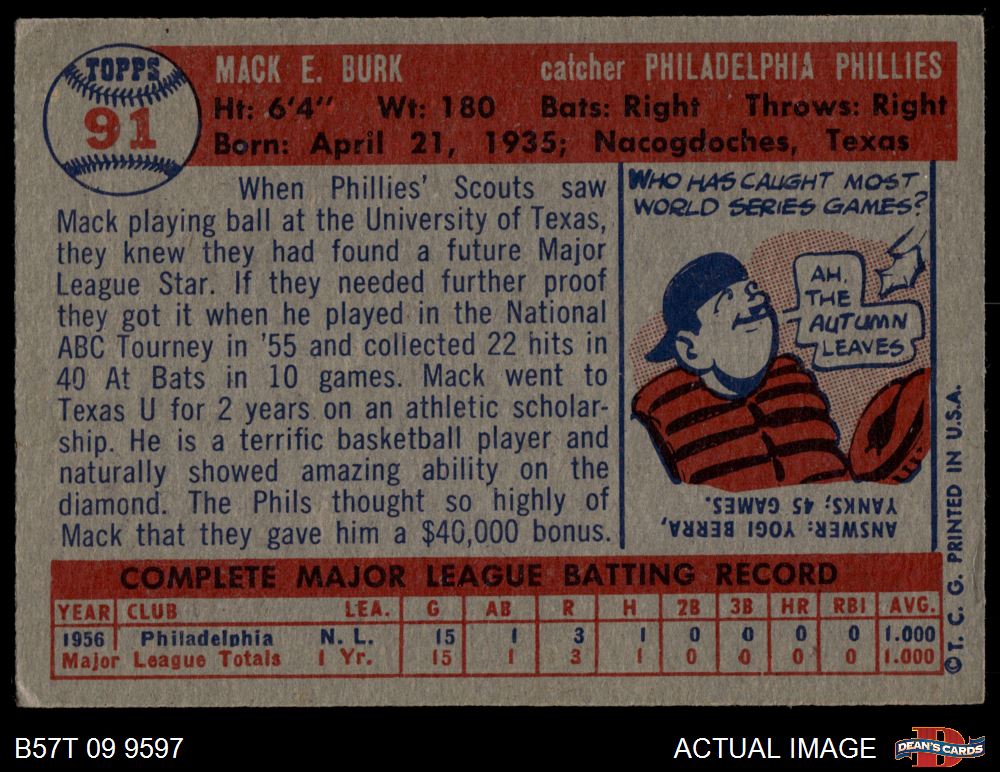 TOPPS
91
MACK E. BURK catcher PHILADELPHIA PHILLIES
Ht: 6'4" Wt: 180 Bats: Right Throws: Right
Born: April 21, 1935; Nacogdoches, Texas
When Phillies' Scouts saw
Mack playing ball at the University of Texas,
they knew they had found a future Major
League Star. If they needed further proof
they got it when he played in the National
ABC Tourney in '55 and collected 22 hits in
40 At Bats in 10 games. Mack went to
Texas U for 2 years on an athletic scholar-
ship. He is a terrific basketball player and
naturally showed amazing ability on the
diamond. The Phils thought so highly of
Mack that they gave him a $40,000 bonus.
WHO HAS CAUGHT MOST
WORLD SERIES GAMES?
AH,
THE
AUTUMN
LEAVES
ANSWER: YOGI BERRA,
YANKS; 45 GAMES.
© T. C. G. PRINTED IN U.S.A.
COMPLETE MAJOR LEAGUE BATTING RECORD
YEAR CLUB LEA. G AB R H 2B 3B HR RBI AVG.
1956 Philadelphia N. L. 15 1 3 1 0 0 0 0 1.000
Major League Totals 1 Yr. 15 1 3 1 0 0 0 0 1.000
B57T 09 9597 ACTUAL IMAGE DEAN'S CARDS